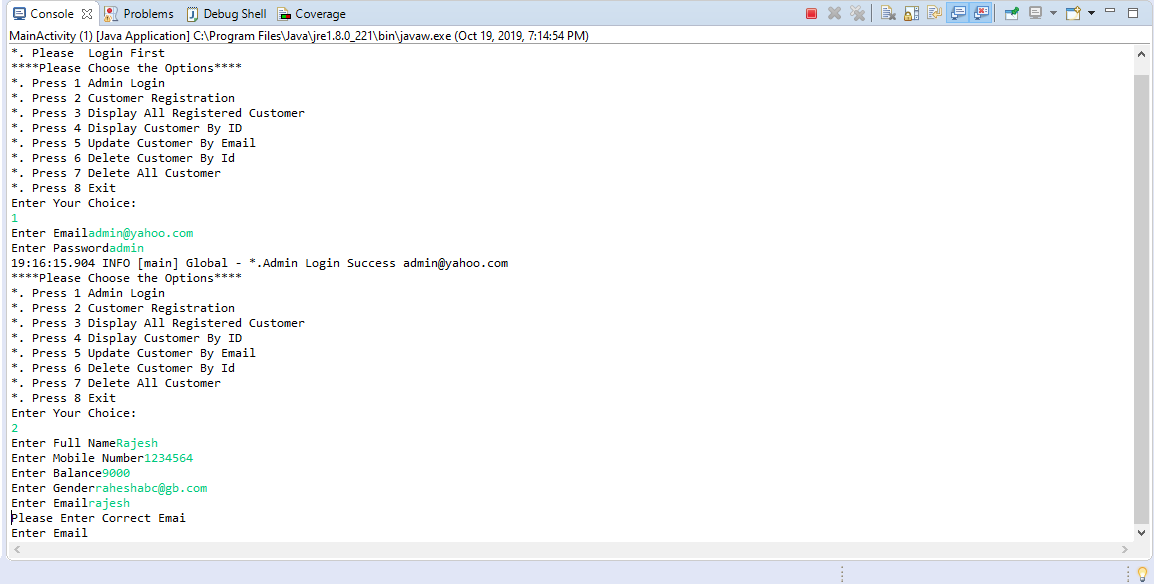 Console Problems Debug Shell Coverage
MainActivity (1) [Java Application] C:\Program Files\Java\jre1.8.0_221\bin\javaw.exe (Oct 19, 2019, 7:14:54 PM)
*. Please  Login First
****Please Choose the Options****
*. Press 1 Admin Login
*. Press 2 Customer Registration
*. Press 3 Display All Registered Customer
*. Press 4 Display Customer By ID
*. Press 5 Update Customer By Email
*. Press 6 Delete Customer By Id
*. Press 7 Delete All Customer
*. Press 8 Exit
Enter Your Choice:
1
Enter Emailadmin@yahoo.com
Enter Passwordadmin
19:16:15.904 INFO [main] Global - *.Admin Login Success admin@yahoo.com
****Please Choose the Options****
*. Press 1 Admin Login
*. Press 2 Customer Registration
*. Press 3 Display All Registered Customer
*. Press 4 Display Customer By ID
*. Press 5 Update Customer By Email
*. Press 6 Delete Customer By Id
*. Press 7 Delete All Customer
*. Press 8 Exit
Enter Your Choice:
2
Enter Full NameRajesh
Enter Mobile Number1234564
Enter Balance9000
Enter Genderraheshabc@gb.com
Enter Emailrajesh
Please Enter Correct Emai
Enter Email